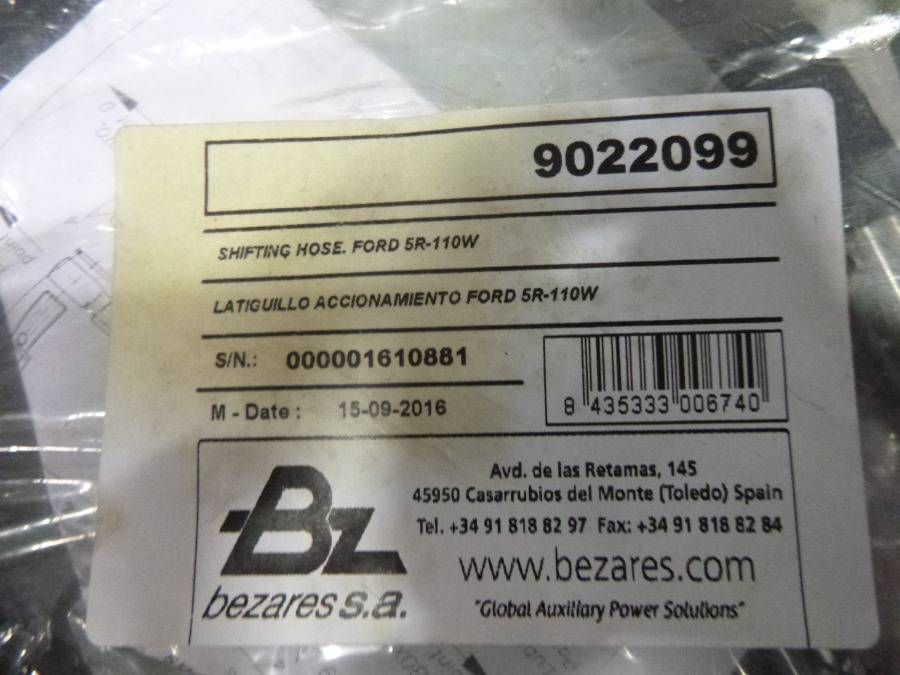 9022099
SHIFTING HOSE. FORD 5R-110W
LATIGUILLO ACCIONAMIENTO FORD 5R-110W
S/N.: 000001610881
M - Date : 15-09-2016
8 435333 006740
Bz
bezares s.a.
Avd. de las Retamas, 145
45950 Casarrubios del Monte (Toledo) Spain
Tel. +34 91 818 82 97 Fax: +34 91 818 82 84
www.bezares.com
"Global Auxiliary Power Solutions"